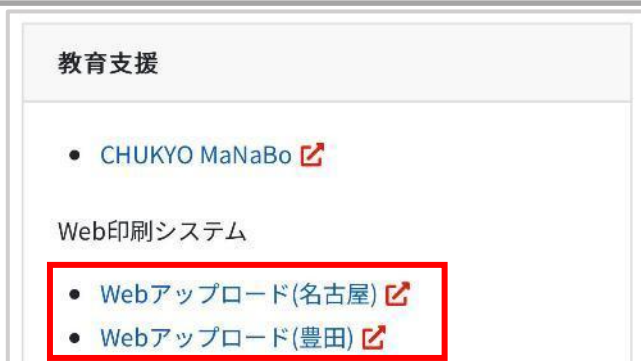 教育支援
CHUKYO MaNaBo
Web印刷システム
Webアップロード(名古屋)
Webアップロード(豊田)